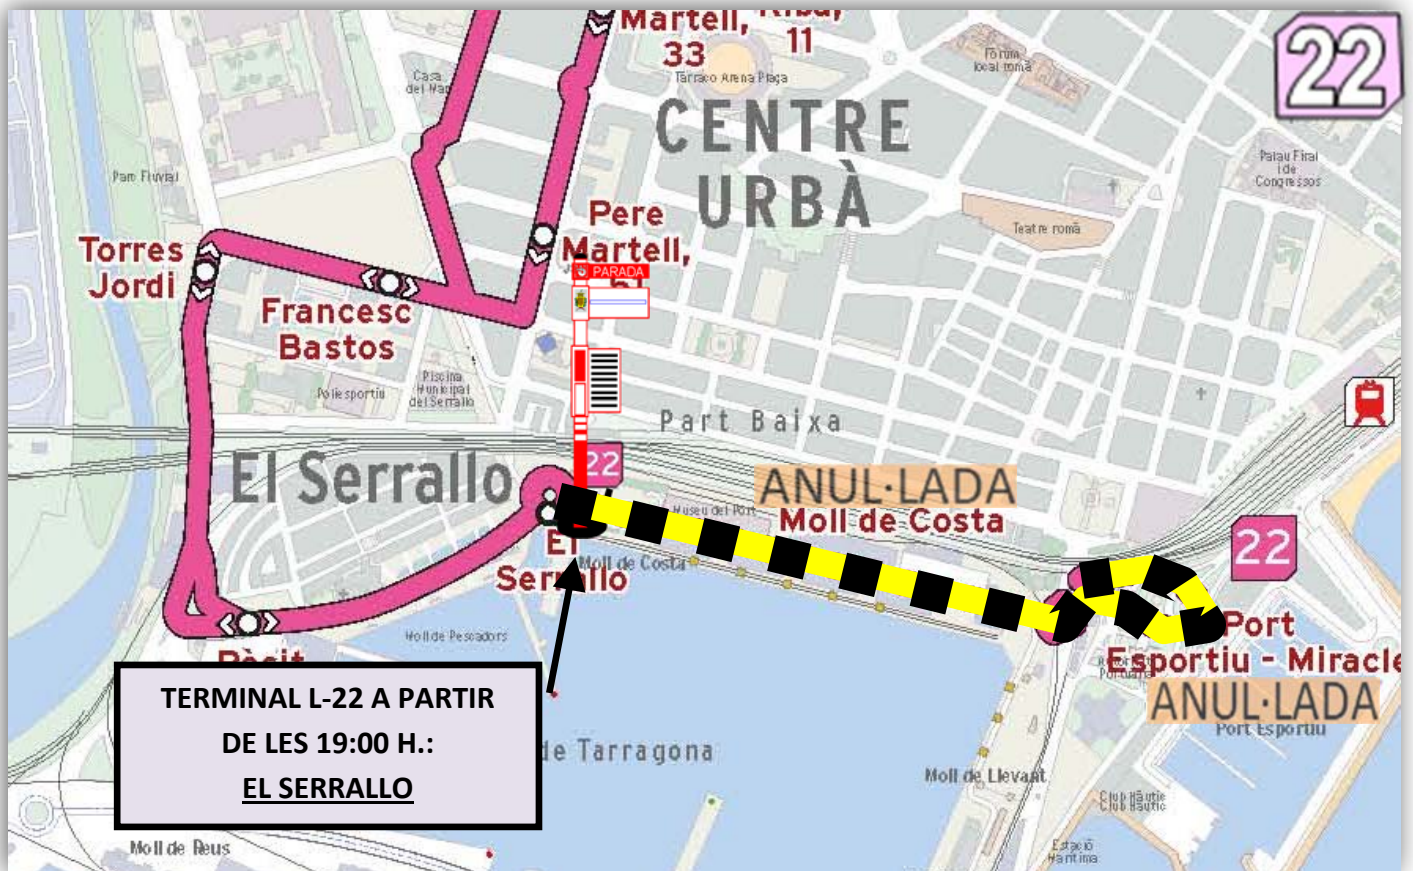 Martell,
33
11
22
Tarraco Arena Plaça
Fòrum
local romà
Casa
del Mar
CENTRE
URBÀ
Palau Firal
i de
Congressos
Parc Fluvial
Pere
Martell,
Teatre romà
Torres
Jordi
PARADA
Francesc
Bastos
Piscina
Municipal
del Serrallo
Poliesportiu
Part Baixa
El Serrallo
22
ANUL·LADA
Moll de Costa
Museu del Port
22
El
Serrallo
Moll de Costa
Moll de Pescadors
Port
Esportiu - Miracle
ANUL·LADA
Port Esportiu
TERMINAL L-22 A PARTIR
DE LES 19:00 H.:
EL SERRALLO
de Tarragona
Moll de Llevant
Club Nàutic
Club Nàutic
Moll de Reus
Estació
Marítima